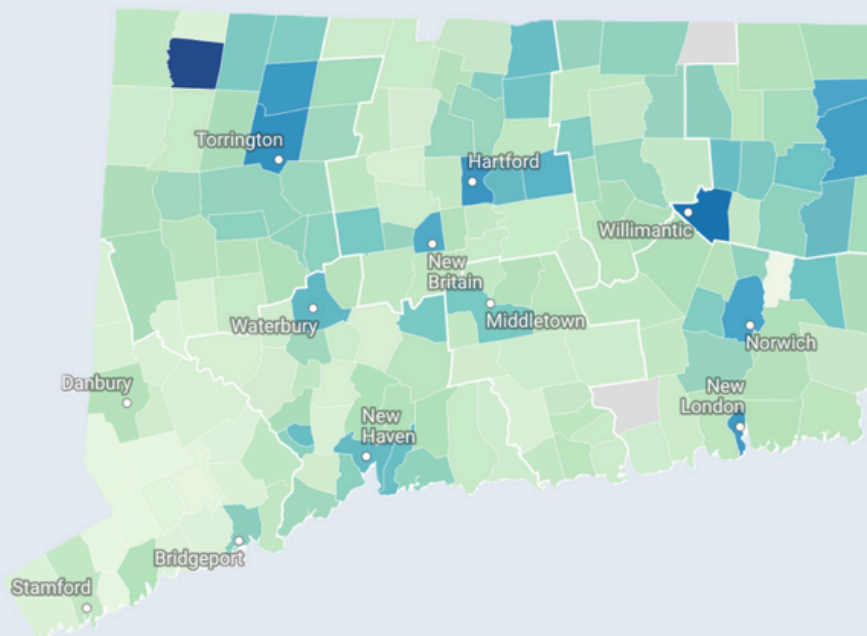 Torrington
Hartford
Willimantic
New
Britain
Waterbury
Middletown
Norwich
Danbury
New
London
New
Haven
Bridgeport
Stamford